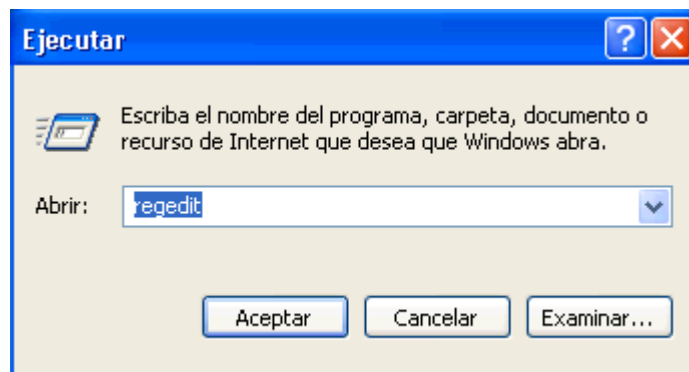 Ejecutar
Escriba el nombre del programa, carpeta, documento o
recurso de Internet que desea que Windows abra.
Abrir: regedit
Aceptar Cancelar Examinar...